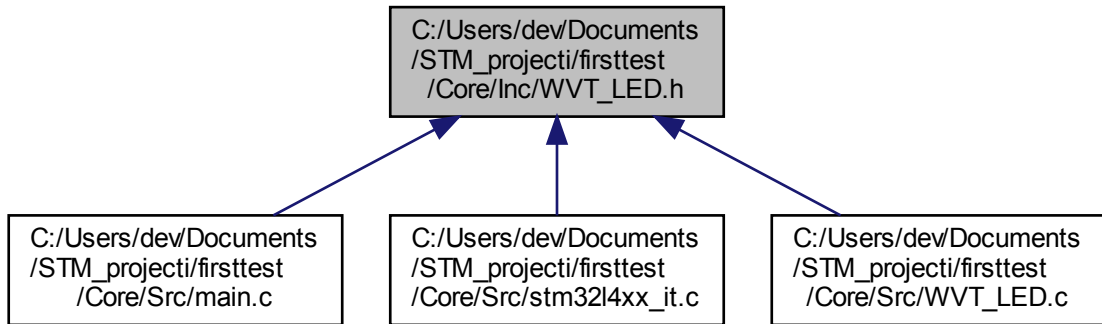 C:/Users/dev/Documents
/STM_projecti/firsttest
/Core/Inc/WVT_LED.h
C:/Users/dev/Documents
/STM_projecti/firsttest
/Core/Src/main.c
C:/Users/dev/Documents
/STM_projecti/firsttest
/Core/Src/stm32l4xx_it.c
C:/Users/dev/Documents
/STM_projecti/firsttest
/Core/Src/WVT_LED.c